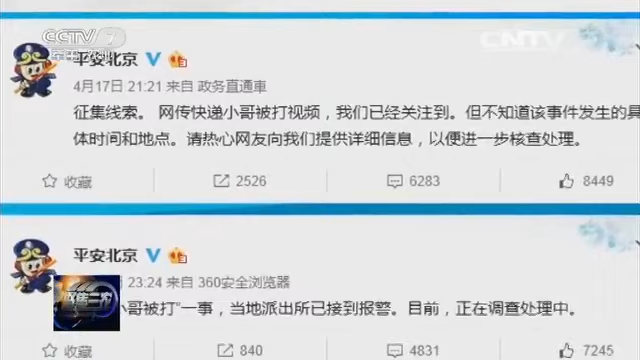 CCTV 7
CNTV
平安北京
4月17日 21:21 来自 政务直通車
征集线索。 网传快递小哥被打视频，我们已经关注到。但不知道该事件发生的具
体时间和地点。请热心网友向我们提供详细信息，以便进一步核查处理。
收藏 2526 6283 8449
平安北京
23:24 来自 360安全浏览器
小哥被打"一事，当地派出所已接到报警。目前，正在调查处理中。
收藏 840 4831 7245